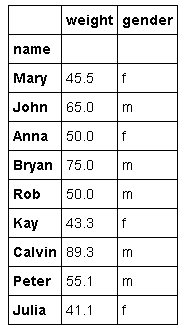 weight gender
name
Mary 45.5 f
John 65.0 m
Anna 50.0 f
Bryan 75.0 m
Rob 50.0 m
Kay 43.3 f
Calvin 89.3 m
Peter 55.1 m
Julia 41.1 f